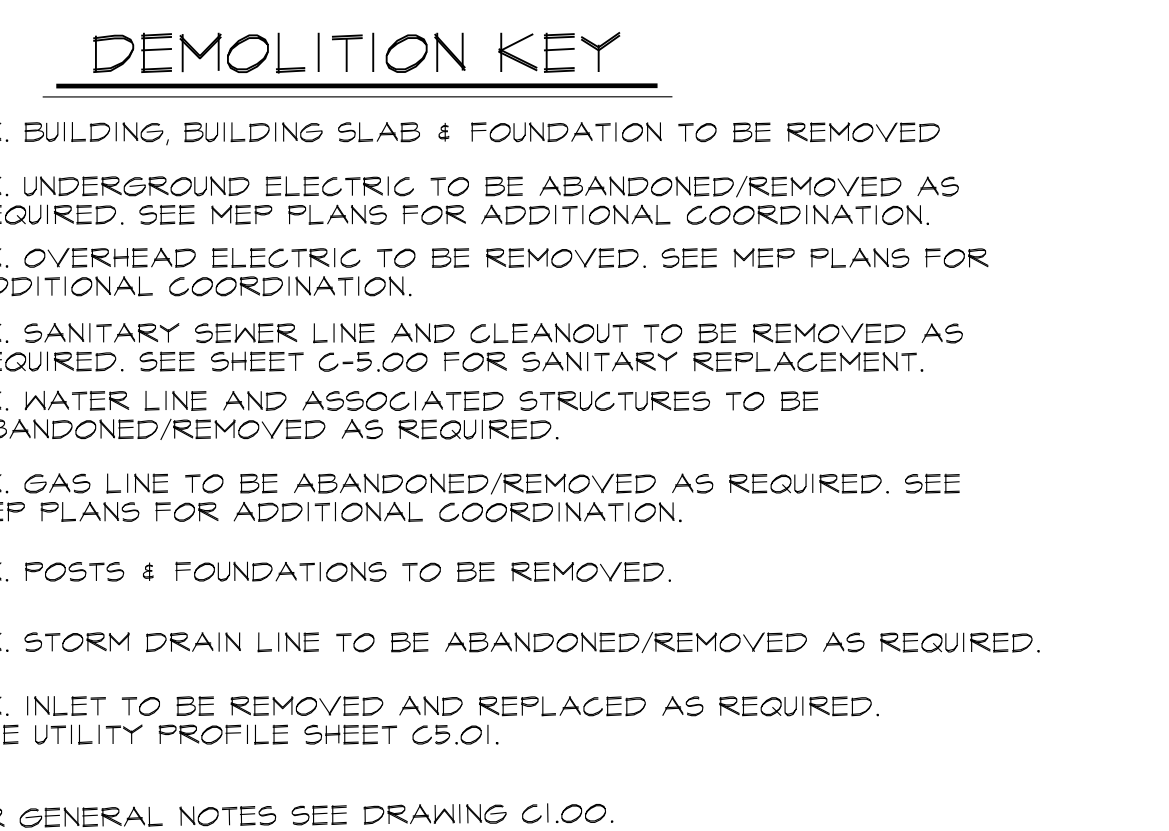 DEMOLITION KEY
. BUILDING, BUILDING SLAB & FOUNDATION TO BE REMOVED
. UNDERGROUND ELECTRIC TO BE ABANDONED/REMOVED AS
EQUIRED. SEE MEP PLANS FOR ADDITIONAL COORDINATION.
. OVERHEAD ELECTRIC TO BE REMOVED. SEE MEP PLANS FOR
DDITIONAL COORDINATION.
. SANITARY SEWER LINE AND CLEANOUT TO BE REMOVED AS
EQUIRED. SEE SHEET C-5.00 FOR SANITARY REPLACEMENT.
. WATER LINE AND ASSOCIATED STRUCTURES TO BE
BANDONED/REMOVED AS REQUIRED.
. GAS LINE TO BE ABANDONED/REMOVED AS REQUIRED. SEE
EP PLANS FOR ADDITIONAL COORDINATION.
. POSTS & FOUNDATIONS TO BE REMOVED.
. STORM DRAIN LINE TO BE ABANDONED/REMOVED AS REQUIRED.
. INLET TO BE REMOVED AND REPLACED AS REQUIRED.
E UTILITY PROFILE SHEET C5.01.
R GENERAL NOTES SEE DRAWING C1.00.